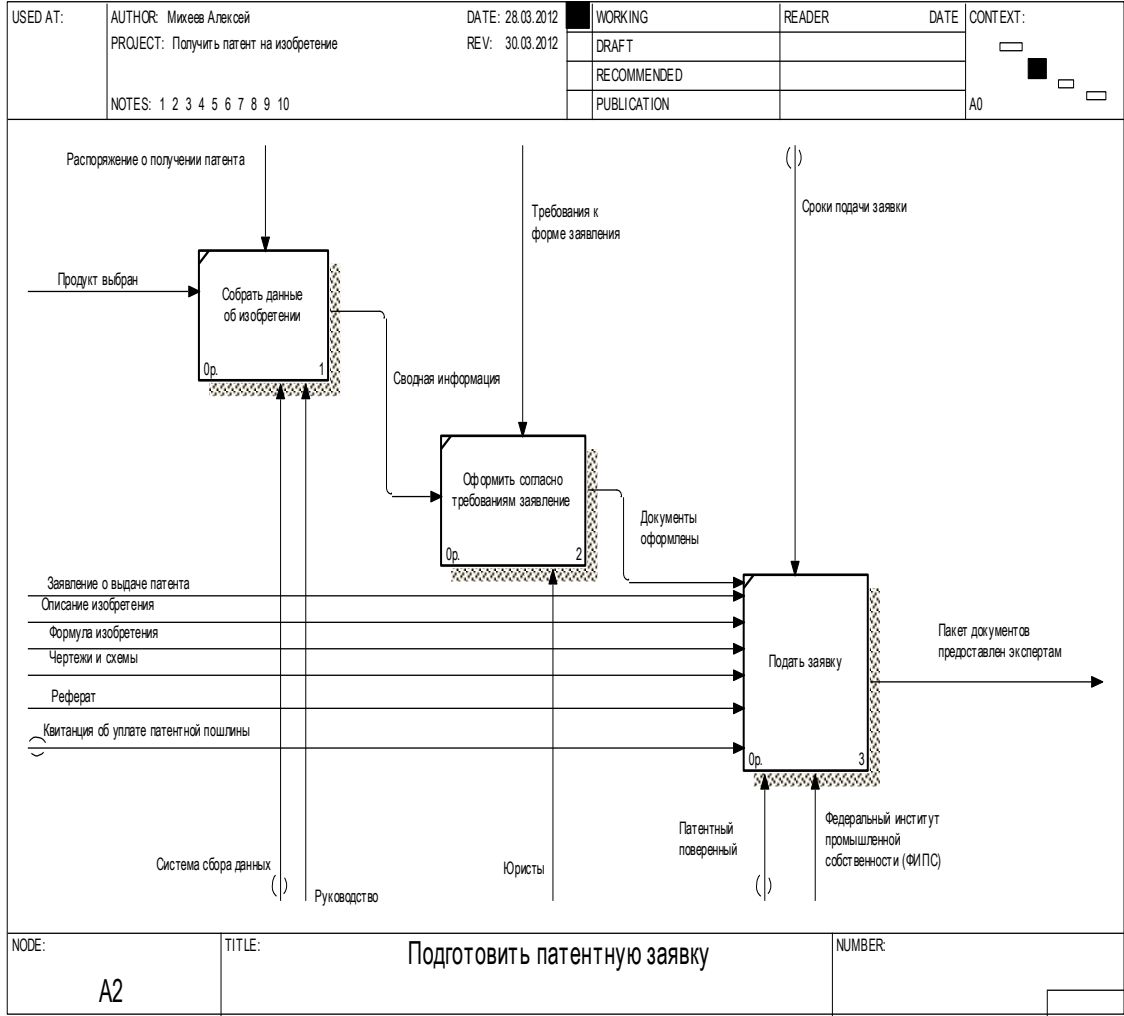 USED AT:
AUTHOR: Михеев Алексей
DATE: 28.03.2012
PROJECT: Получить патент на изобретение
REV: 30.03.2012
NOTES: 1 2 3 4 5 6 7 8 9 10
WORKING
DRAFT
RECOMMENDED
PUBLICATION
READER
DATE
CONTEXT:
A0
Распоряжение о получении патента
( )
Требования к
форме заявления
Сроки подачи заявки
Продукт выбран
Собрать данные
об изобретении
0р.
1
Сводная информация
Оформить согласно
требованиям заявление
0р.
2
Документы
оформлены
Заявление о выдаче патента
Описание изобретения
Формула изобретения
Чертежи и схемы
Реферат
Квитанция об уплате патентной пошлины
Подать заявку
0р.
3
Пакет документов
предоставлен экспертам
Система сбора данных
( )
Руководство
Юристы
Патентный
поверенный
( )
Федеральный институт
промышленной
собственности (ФИПС)
NODE:
A2
TITLE:
Подготовить патентную заявку
NUMBER: